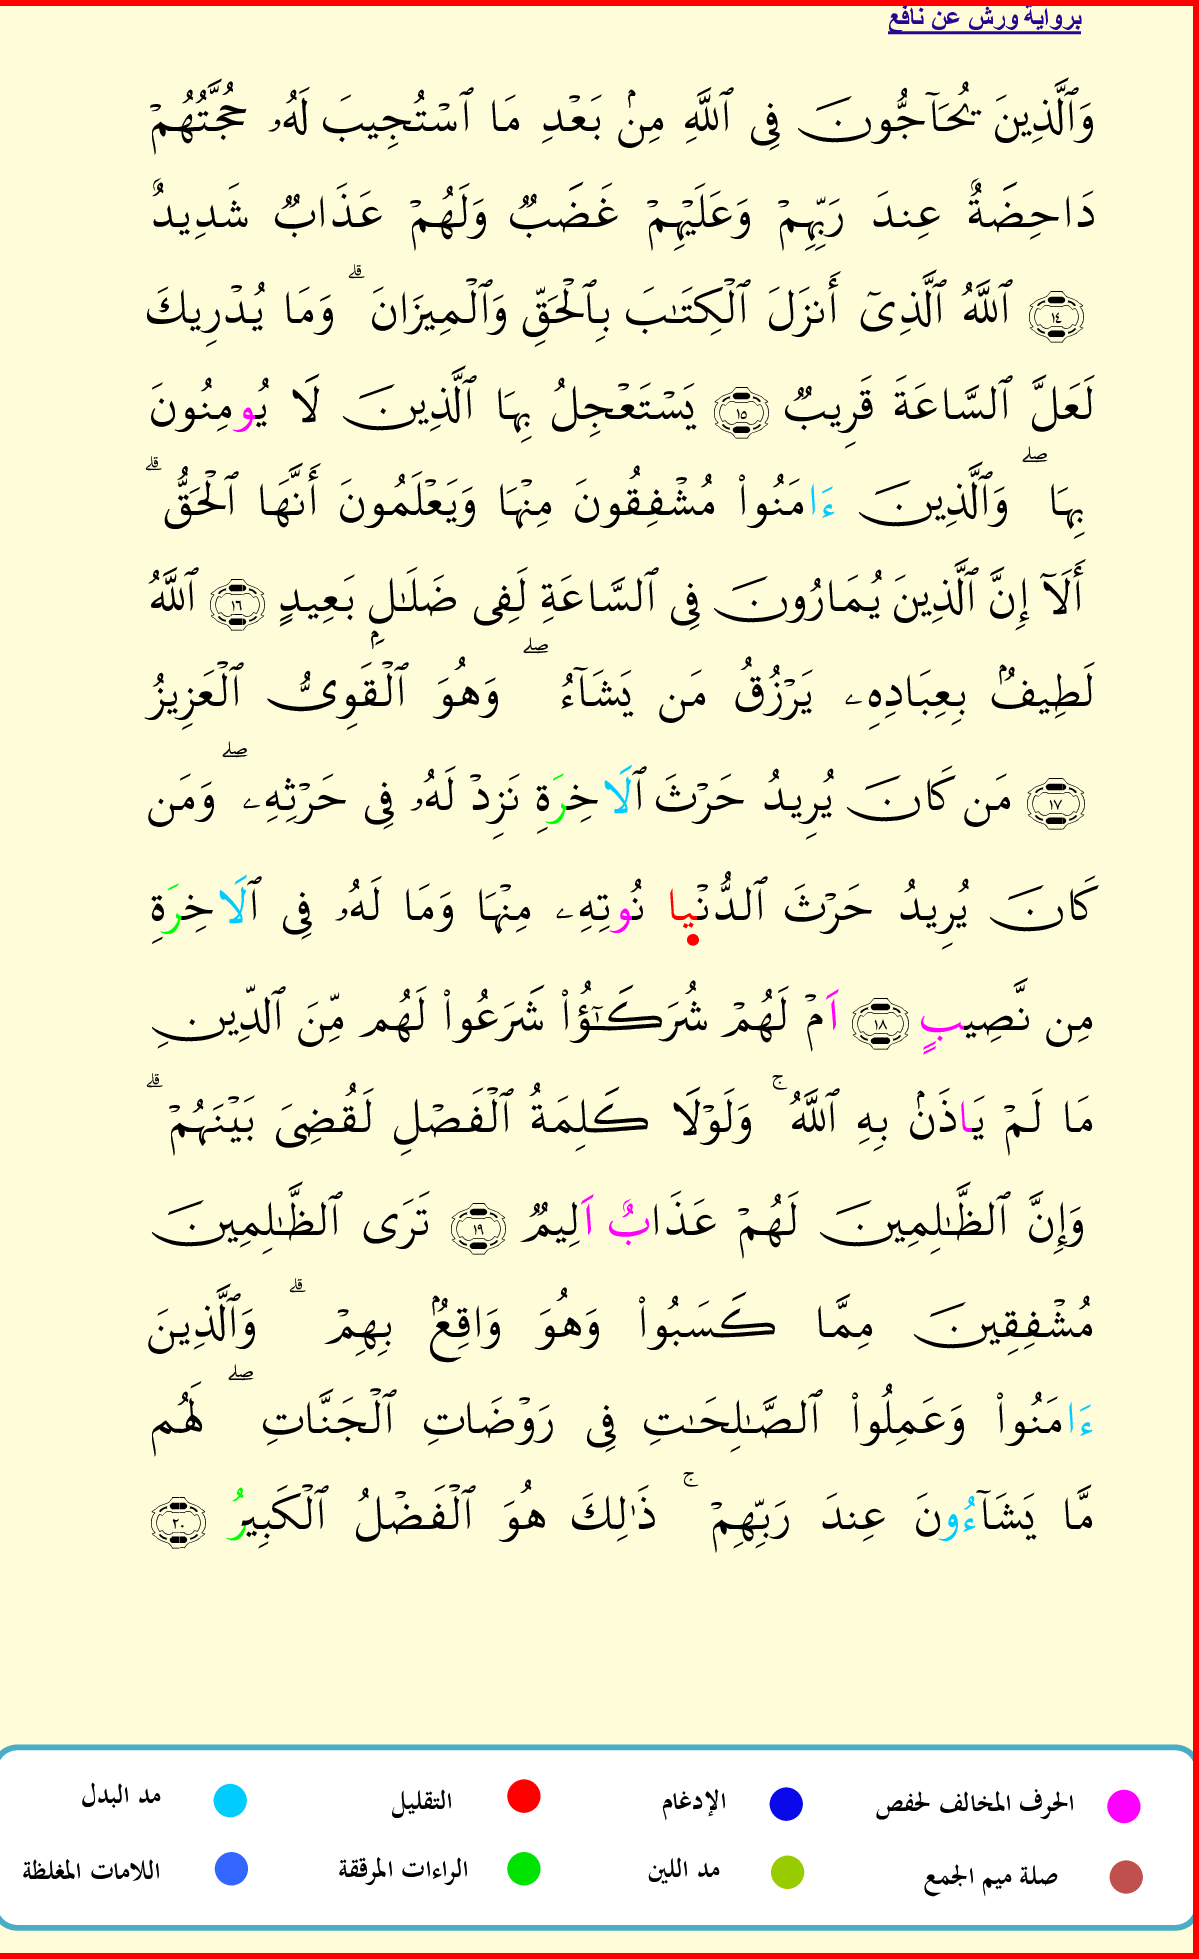 برواية ورش عن نافع
وَٱلَّذِينَ يُحَآجُّونَ فِى ٱللَّهِ مِنۢ بَعْدِ مَا ٱسْتُجِيبَ لَهُۥ حُجَّتُهُمْ
دَاحِضَةٌ عِندَ رَبِّهِمْ وَعَلَيْهِمْ غَضَبٌ وَلَهُمْ عَذَابٌ شَدِيدٌ
١٤ ٱللَّهُ ٱلَّذِىٓ أَنزَلَ ٱلْكِتَٰبَ بِٱلْحَقِّ وَٱلْمِيزَانَ ۗ وَمَا يُدْرِيكَ
لَعَلَّ ٱلسَّاعَةَ قَرِيبٌ ١٥ يَسْتَعْجِلُ بِهَا ٱلَّذِينَ لَا يُومِنُونَ
بِهَا ۖ وَٱلَّذِينَ ءَامَنُوا۟ مُشْفِقُونَ مِنْهَا وَيَعْلَمُونَ أَنَّهَا ٱلْحَقُّ ۗ
أَلَآ إِنَّ ٱلَّذِينَ يُمَارُونَ فِى ٱلسَّاعَةِ لَفِى ضَلَٰلٍۭ بَعِيدٍ ١٦ ٱللَّهُ
لَطِيفٌۢ بِعِبَادِهِۦ يَرْزُقُ مَن يَشَآءُ ۖ وَهُوَ ٱلْقَوِىُّ ٱلْعَزِيزُ
١٧ مَن كَانَ يُرِيدُ حَرْثَ ٱلَاخِرَةِ نَزِدْ لَهُۥ فِى حَرْثِهِۦ ۖ وَمَن
كَانَ يُرِيدُ حَرْثَ ٱلدُّنْيا نُوتِهِۦ مِنْهَا وَمَا لَهُۥ فِى ٱلَاخِرَةِ
مِن نَّصِيبٍ ١٨ اَمْ لَهُمْ شُرَكَٰٓؤُا۟ شَرَعُوا۟ لَهُم مِّنَ ٱلدِّينِ
مَا لَمْ يَاذَنۢ بِهِ ٱللَّهُ ۚ وَلَوْلَا كَلِمَةُ ٱلْفَصْلِ لَقُضِىَ بَيْنَهُمْ ۗ
وَإِنَّ ٱلظَّٰلِمِينَ لَهُمْ عَذَابٌ اَلِيمٌ ١٩ تَرَى ٱلظَّٰلِمِينَ
مُشْفِقِينَ مِمَّا كَسَبُوا۟ وَهُوَ وَاقِعٌۢ بِهِمْ ۗ وَٱلَّذِينَ
ءَامَنُوا۟ وَعَمِلُوا۟ ٱلصَّٰلِحَٰتِ فِى رَوْضَاتِ ٱلْجَنَّاتِ ۖ لَهُم
مَّا يَشَآءُونَ عِندَ رَبِّهِمْ ۚ ذَٰلِكَ هُوَ ٱلْفَضْلُ ٱلْكَبِيرُ ٢٠
الحرف المخالف لحفص الإدغام التقليل مد البدل
صلة ميم الجمع مد اللين الراءات المرققة اللامات المغلظة